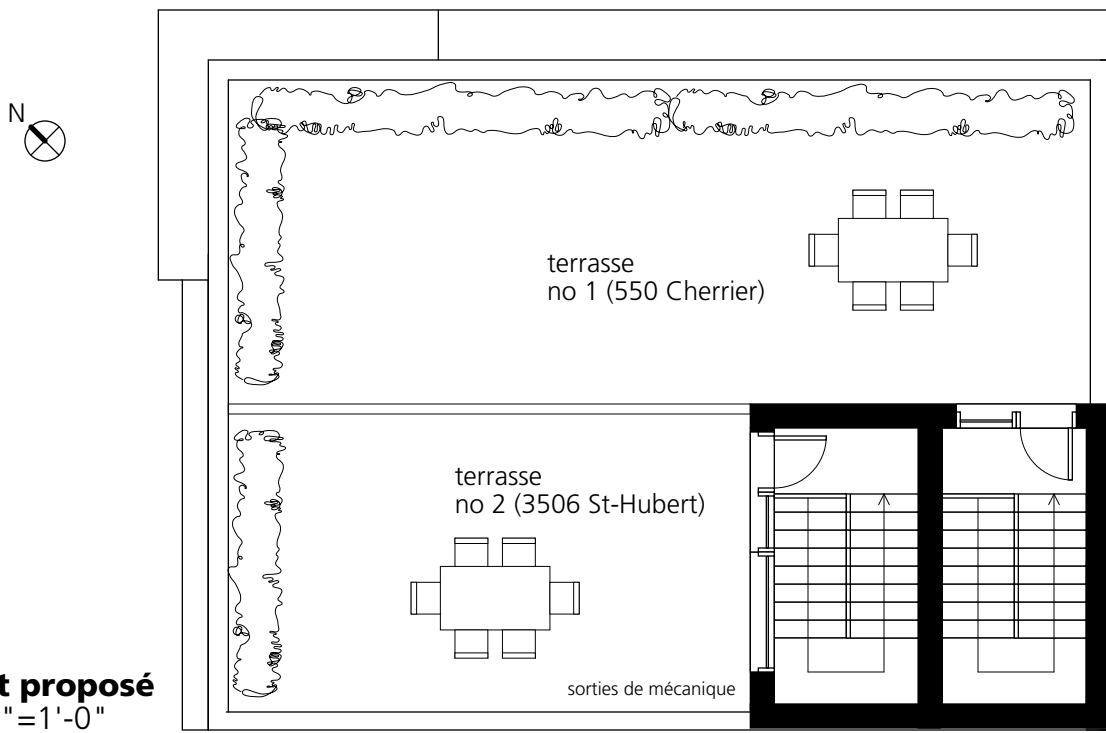 N
terrasse
no 1 (550 Cherrier)
terrasse
no 2 (3506 St-Hubert)
sorties de mécanique
t proposé
"=1'-0"